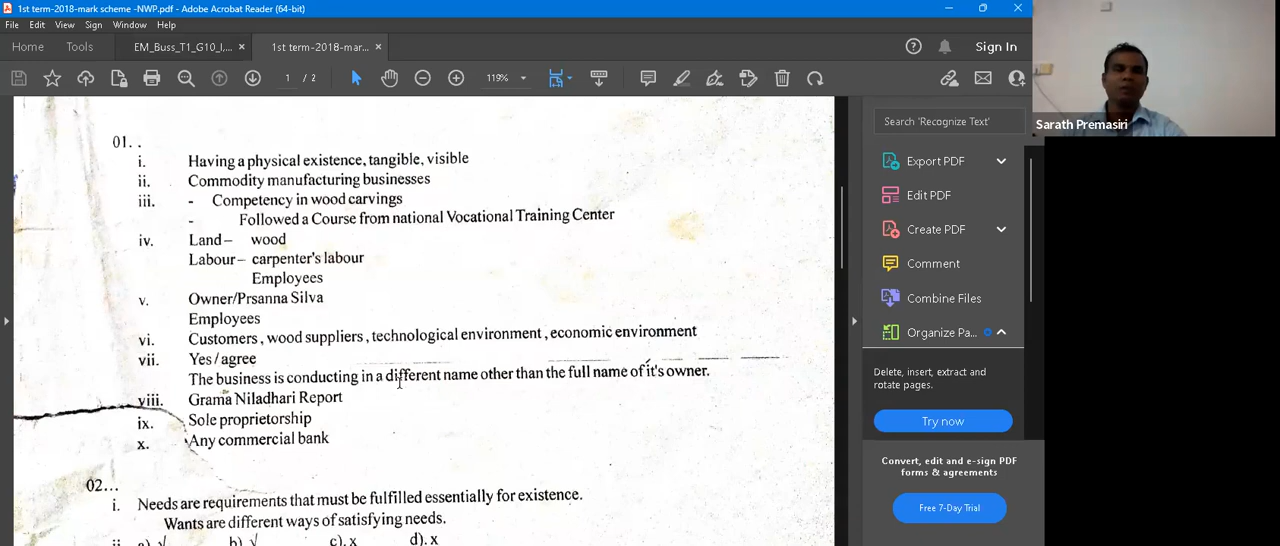 1st term-2018-mark scheme -NWP.pdf - Adobe Acrobat Reader (64-bit)
File Edit View Sign Window Help
Home Tools EM_Buss_T1_G10_I,... × 1st term-2018-mar... × Sign In
1 / 2 119%
Sarath Premasiri
01. .
i. Having a physical existence, tangible, visible
ii. Commodity manufacturing businesses
iii. - Competency in wood carvings
- Followed a Course from national Vocational Training Center
iv. Land – wood
Labour – carpenter's labour
Employees
v. Owner/Prsanna Silva
Employees
vi. Customers, wood suppliers, technological environment, economic environment
vii. Yes / agree
The business is conducting in a different name other than the full name of it's owner.
viii. Grama Niladhari Report
ix. Sole proprietorship
x. Any commercial bank
02...
i. Needs are requirements that must be fulfilled essentially for existence.
Wants are different ways of satisfying needs.
ii. a) √ b) √ c). x d). x
Search 'Recognize Text'
Export PDF
Edit PDF
Create PDF
Comment
Combine Files
Organize Pa...
Delete, insert, extract and
rotate pages.
Try now
Convert, edit and e-sign PDF
forms & agreements
Free 7-Day Trial